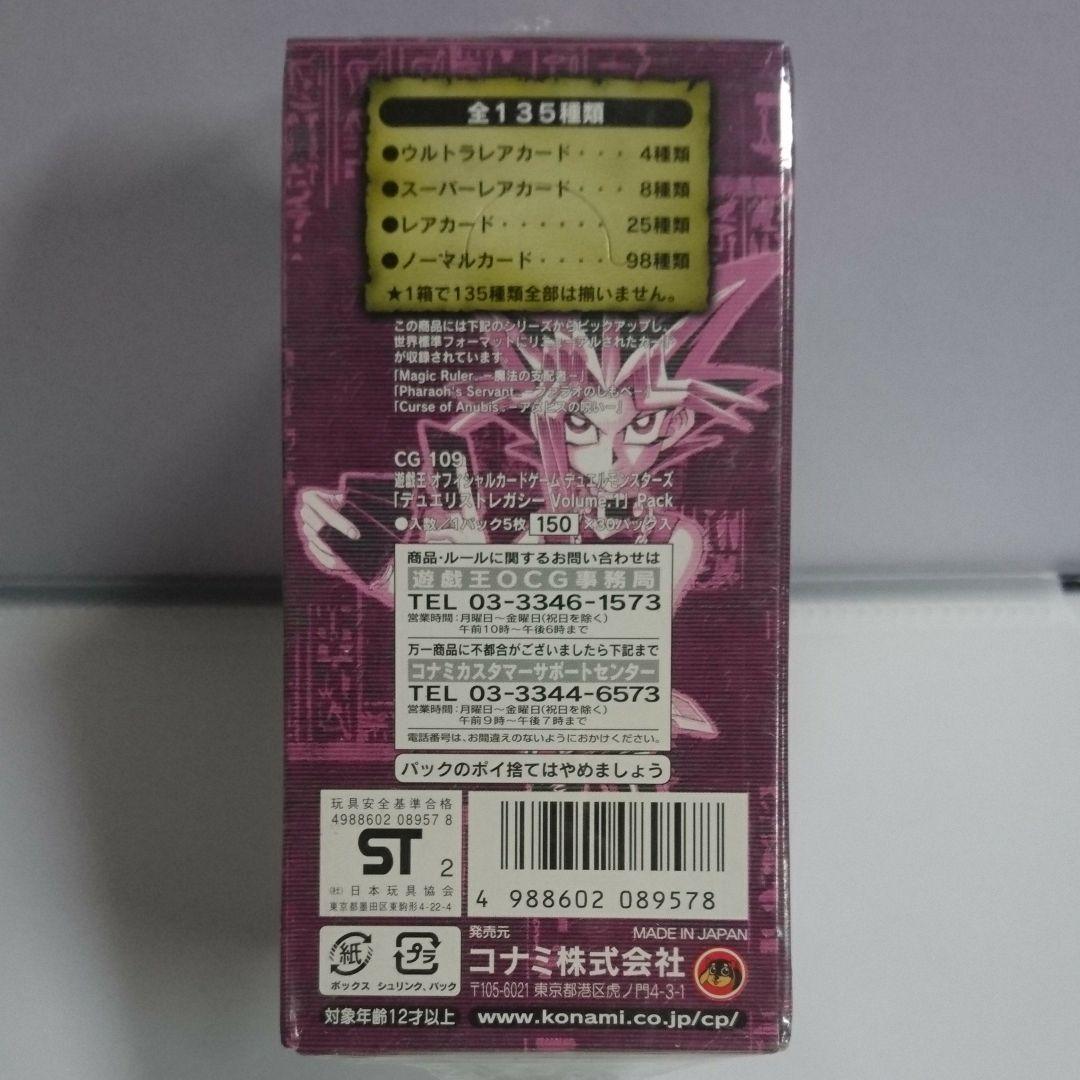 全135種類
●ウルトラレアカード・・・4種類
●スーパーレアカード・・・8種類
●レアカード・・・・・・25種類
●ノーマルカード・・・・98種類
★1箱で135種類全部は揃いません。
この商品には下記のシリーズからピックアップし、
世界標準フォーマットにリニューアルされたカード
が収録されています。
「Magic Ruler －魔法の支配者－」
「Pharaoh's Servant －ファラオのしもべ－」
「Curse of Anubis －アヌビスの呪い－」
CG 109
遊戯王 オフィシャルカードゲーム デュエルモンスターズ
「デュエリストレガシー Volume.1」 Pack
●入数/1パック5枚 150 ×30パック入
商品・ルールに関するお問い合わせは
遊戯王OCG事務局
TEL 03-3346-1573
営業時間：月曜日～金曜日(祝日を除く)
午前10時～午後6時まで
万一商品に不都合がございましたら下記まで
コナミカスタマーサポートセンター
TEL 03-3344-6573
営業時間：月曜日～金曜日(祝日を除く)
午前9時～午後7時まで
電話番号は、お間違えのないようにおかけください。
パックのポイ捨てはやめましょう
玩具安全基準合格
4988602 08957 8
ST 2
(社)日本玩具協会
東京都墨田区東駒形4-22-4
4 988602 089578
紙
ボックス
プラ
シュリンク、パック
対象年齢12才以上
発売元
MADE IN JAPAN
コナミ株式会社
〒105-6021 東京都港区虎ノ門4-3-1
www.konami.co.jp/cp/